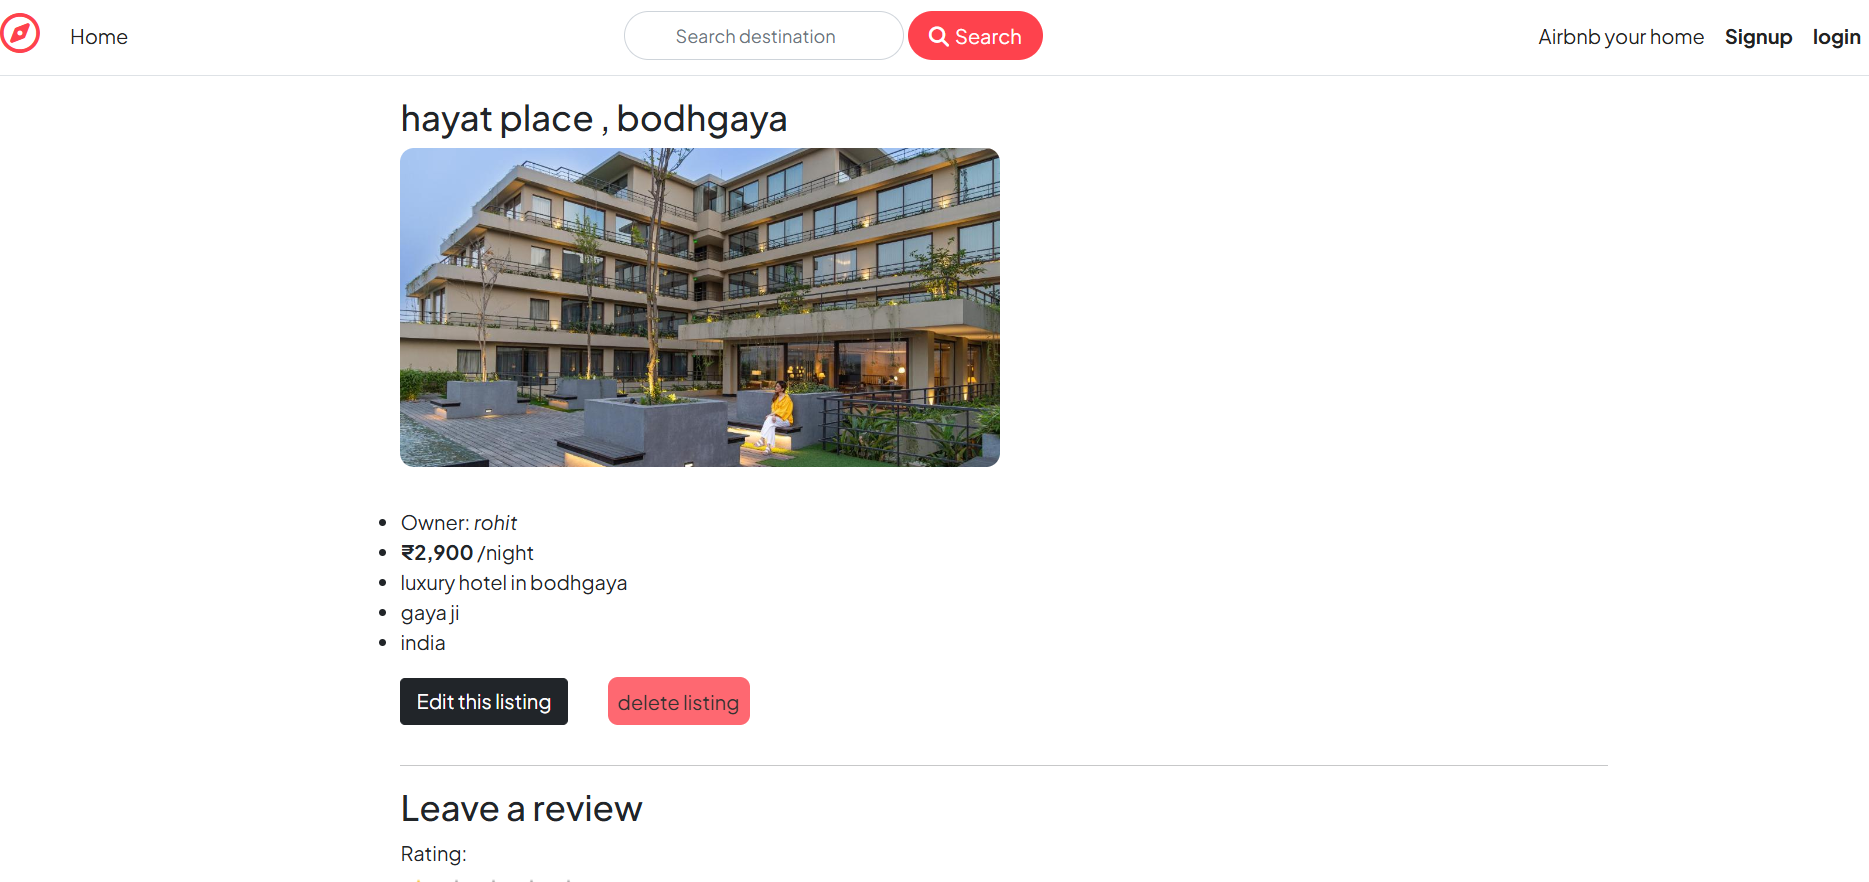 Home
Search destination
Search
Airbnb your home
Signup
login
hayat place , bodhgaya
Owner: rohit
₹2,900 /night
luxury hotel in bodhgaya
gaya ji
india
Edit this listing
delete listing
Leave a review
Rating: